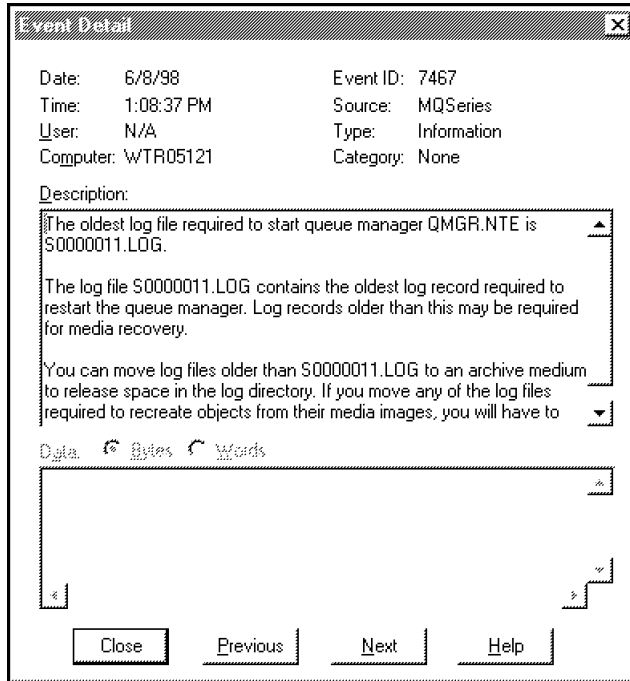 Event Detail
Date: 6/8/98 Event ID: 7467
Time: 1:08:37 PM Source: MQSeries
User: N/A Type: Information
Computer: WTR05121 Category: None
Description:
The oldest log file required to start queue manager QMGR.NTE is
S0000011.LOG.
The log file S0000011.LOG contains the oldest log record required to
restart the queue manager. Log records older than this may be required
for media recovery.
You can move log files older than S0000011.LOG to an archive medium
to release space in the log directory. If you move any of the log files
required to recreate objects from their media images, you will have to
Data: Bytes Words
Close Previous Next Help